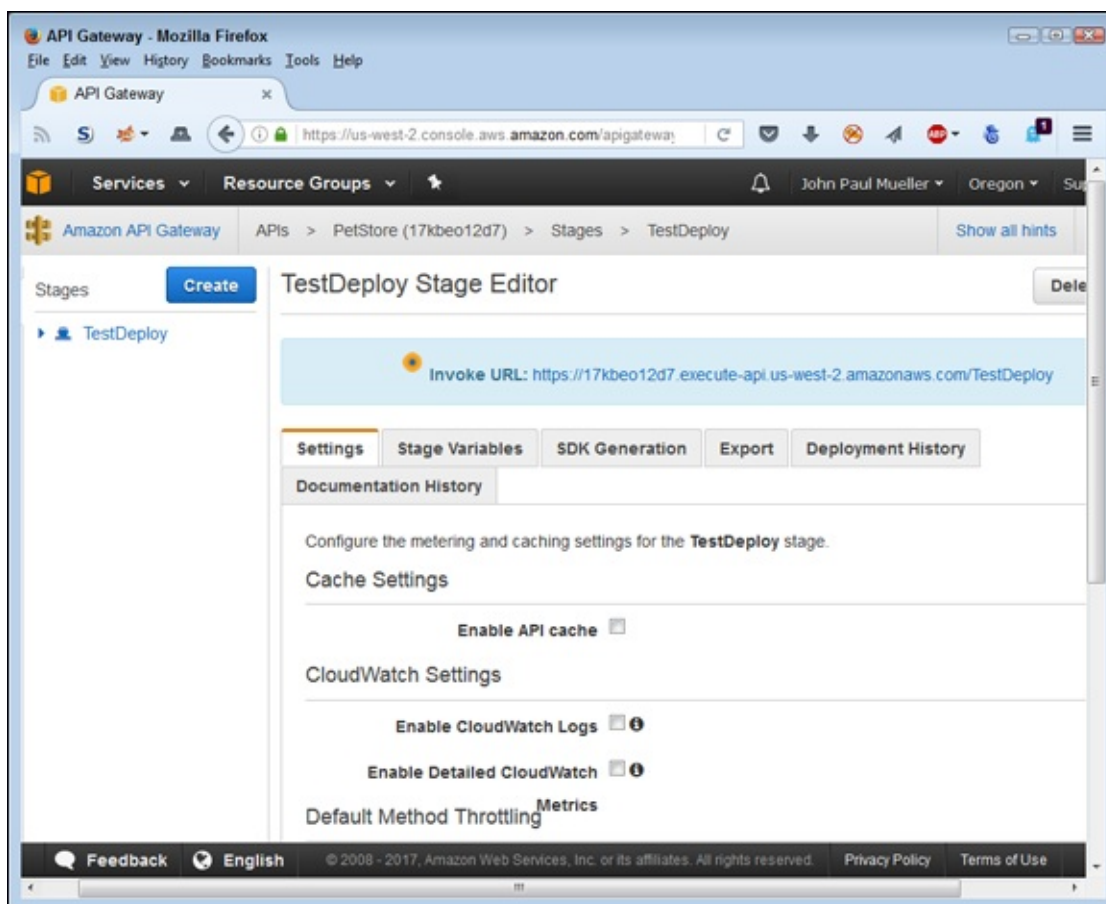 API Gateway - Mozilla Firefox
File Edit View History Bookmarks Tools Help
API Gateway
https://us-west-2.console.aws.amazon.com/apigateway
1
Services Resource Groups John Paul Mueller Oregon
Amazon API Gateway APIs > PetStore (17kbeo12d7) > Stages > TestDeploy Show all hints
Stages Create TestDeploy Stage Editor Dele
TestDeploy
Invoke URL: https://17kbeo12d7.execute-api.us-west-2.amazonaws.com/TestDeploy
Settings Stage Variables SDK Generation Export Deployment History
Documentation History
Configure the metering and caching settings for the TestDeploy stage.
Cache Settings
Enable API cache
CloudWatch Settings
Enable CloudWatch Logs
Enable Detailed CloudWatch
Metrics
Default Method Throttling
Feedback English © 2008 - 2017, Amazon Web Services, Inc. or its affiliates. All rights reserved. Privacy Policy Terms of Use